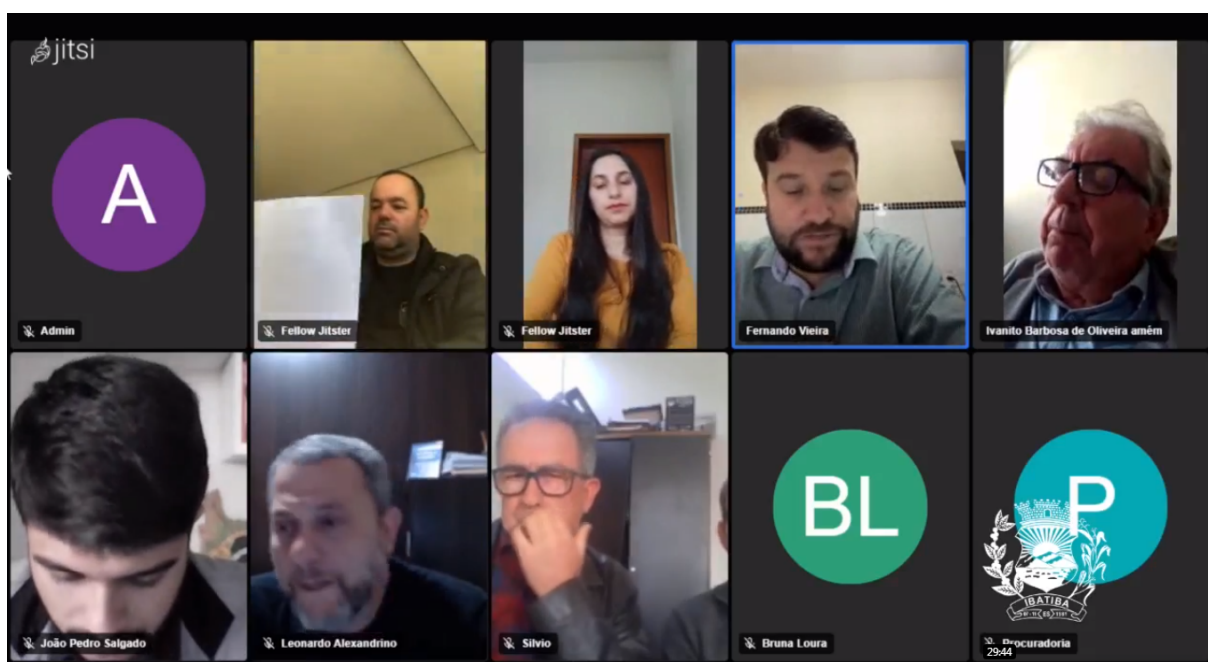 jitsi
A
Admin
Fellow Jitster
Fellow Jitster
Fernando Vieira
Ivanito Barbosa de Oliveira amém
João Pedro Salgado
Leonardo Alexandrino
Silvio
BL
Bruna Loura
P
IBATIBA
Procuradoria
29:44